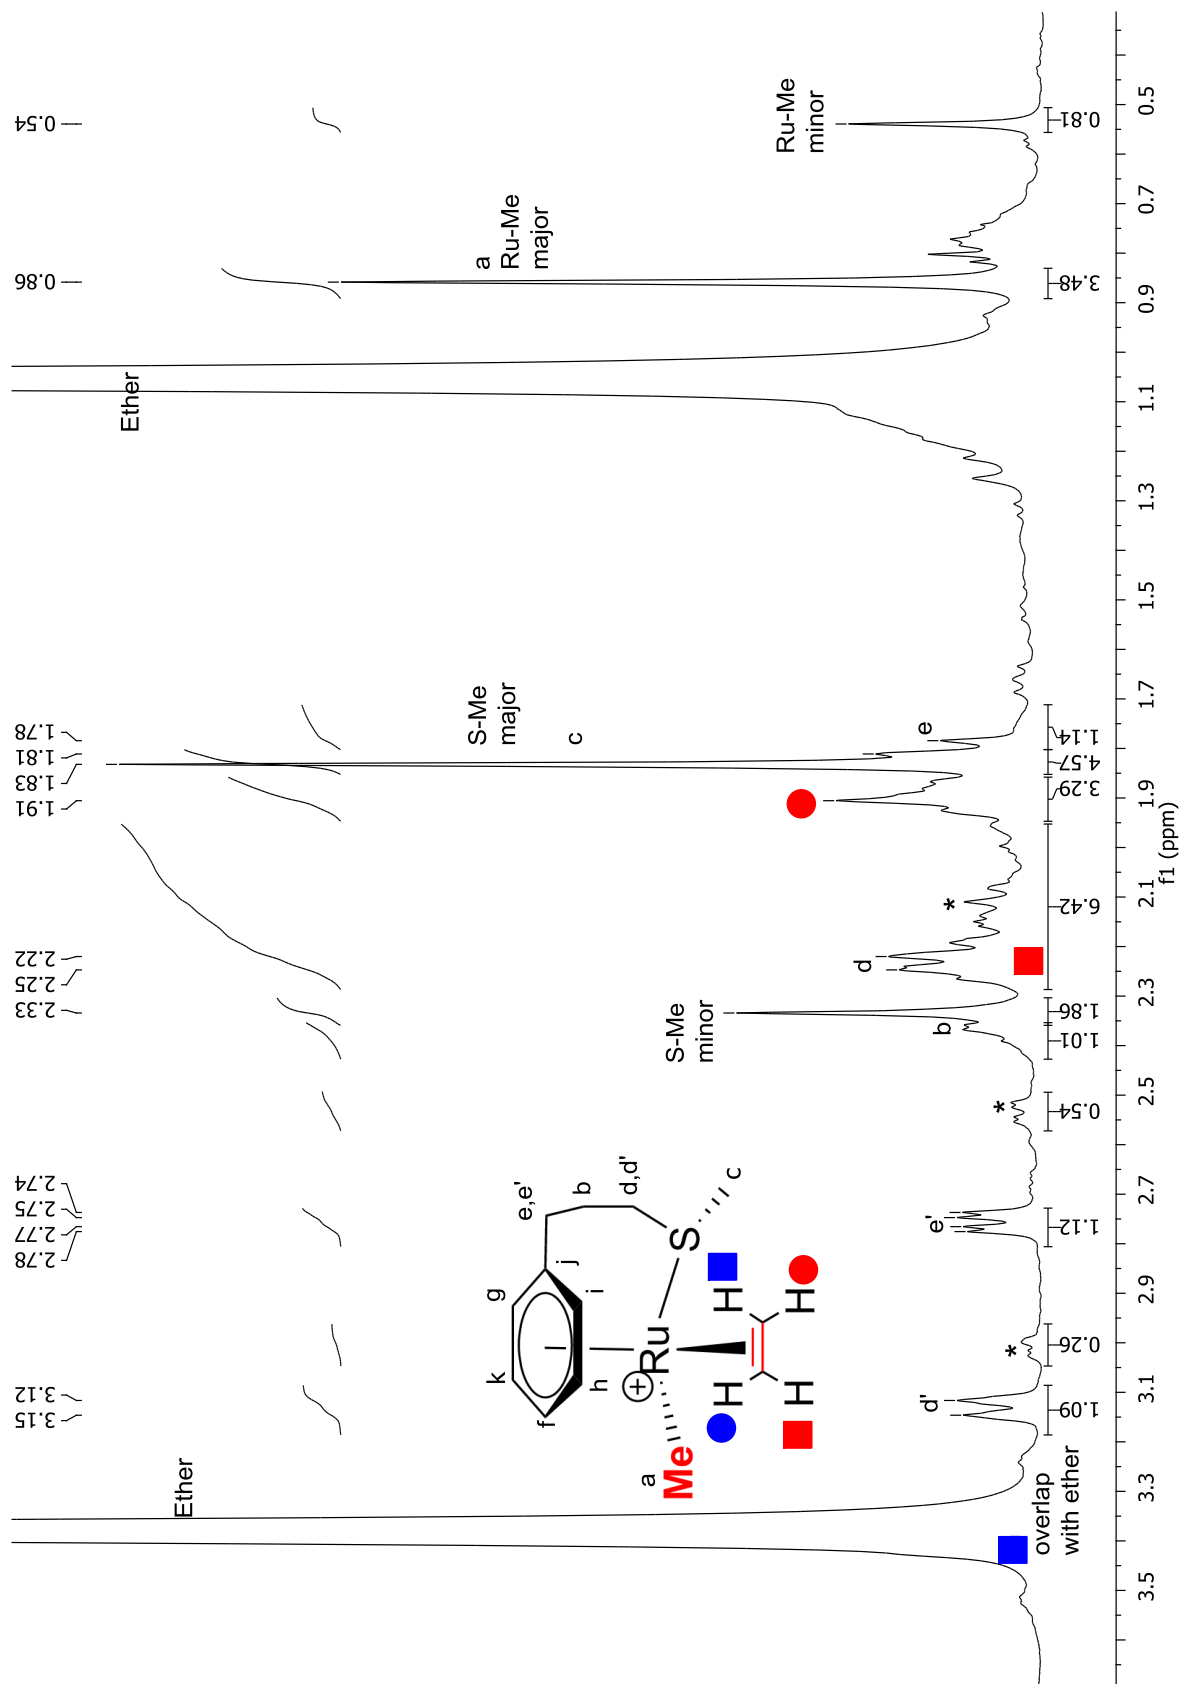 3.15
3.12
2.78
2.77
2.75
2.74
2.33
2.25
2.22
1.91
1.83
1.81
1.78
0.86
0.54
Ether
Ether
S-Me
major
c
a
Ru-Me
major
Ru-Me
minor
S-Me
minor
e,e'
b
d,d'
c
g
j
i
k
h
f
S
Ru
+
a
Me
H
H
H
H
overlap
with ether
d'
*
e'
*
b
d
*
e
1.09
0.26
1.12
0.54
1.01
1.86
6.42
3.29
4.57
1.14
3.48
0.81
3.5
3.3
3.1
2.9
2.7
2.5
2.3
2.1
1.9
1.7
1.5
1.3
1.1
0.9
0.7
0.5
f1 (ppm)